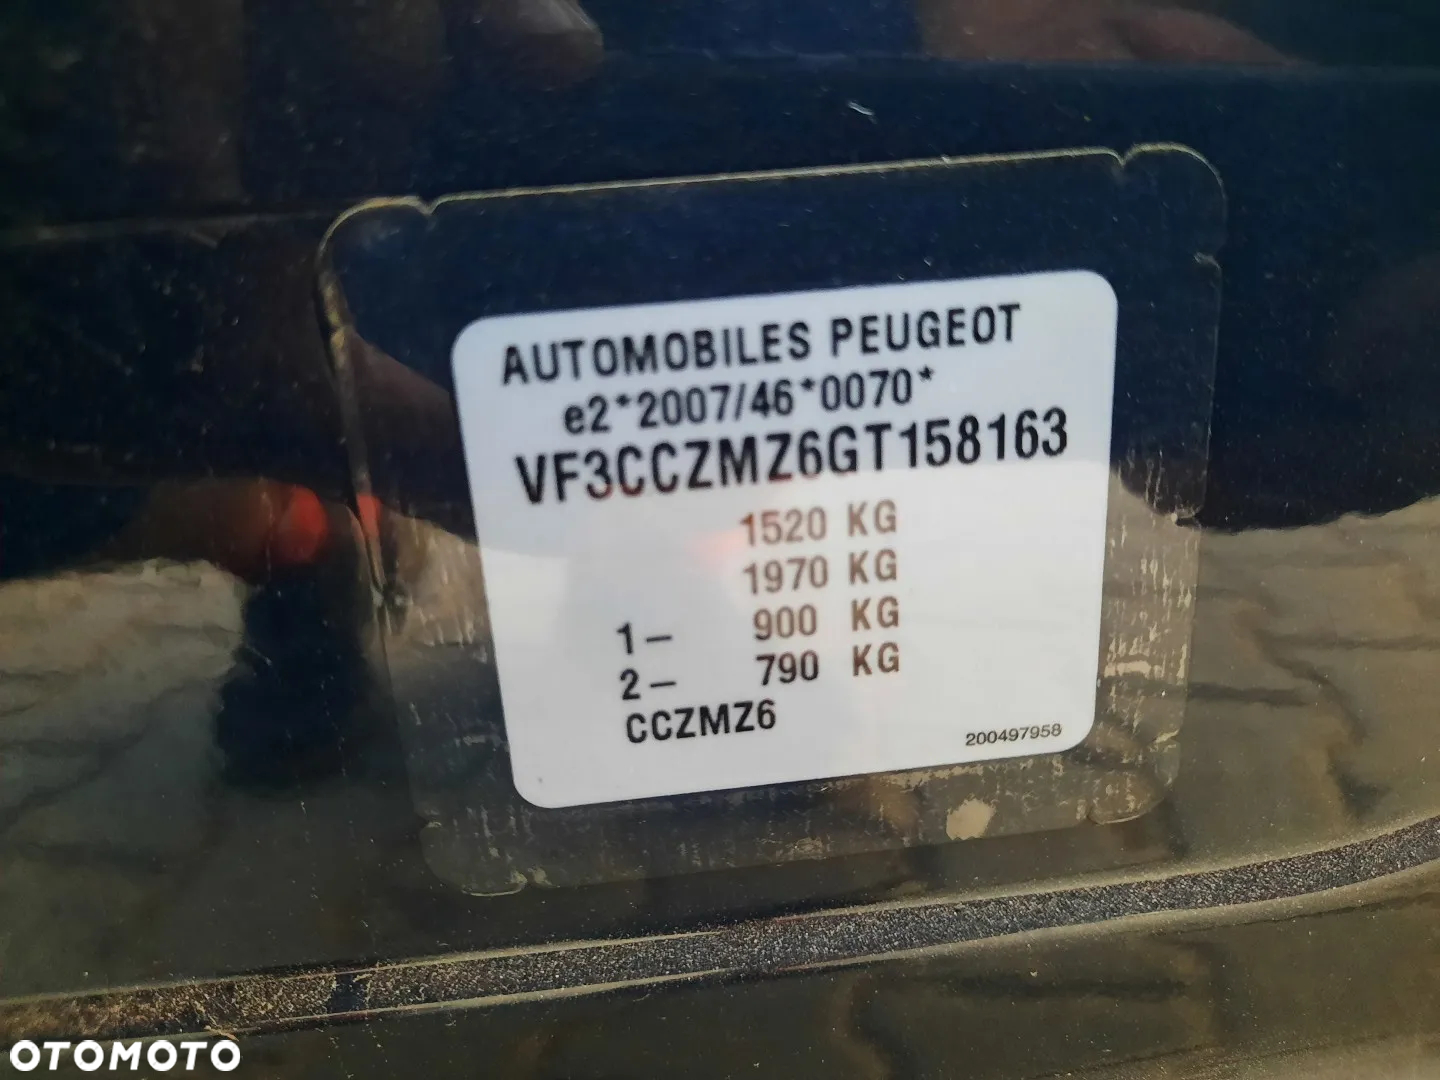 AUTOMOBILES PEUGEOT
e2*2007/46*0070*
VF3CCZMZ6GT158163
1520 KG
1970 KG
1– 900 KG
2– 790 KG
CCZMZ6
200497958
OTOMOTO